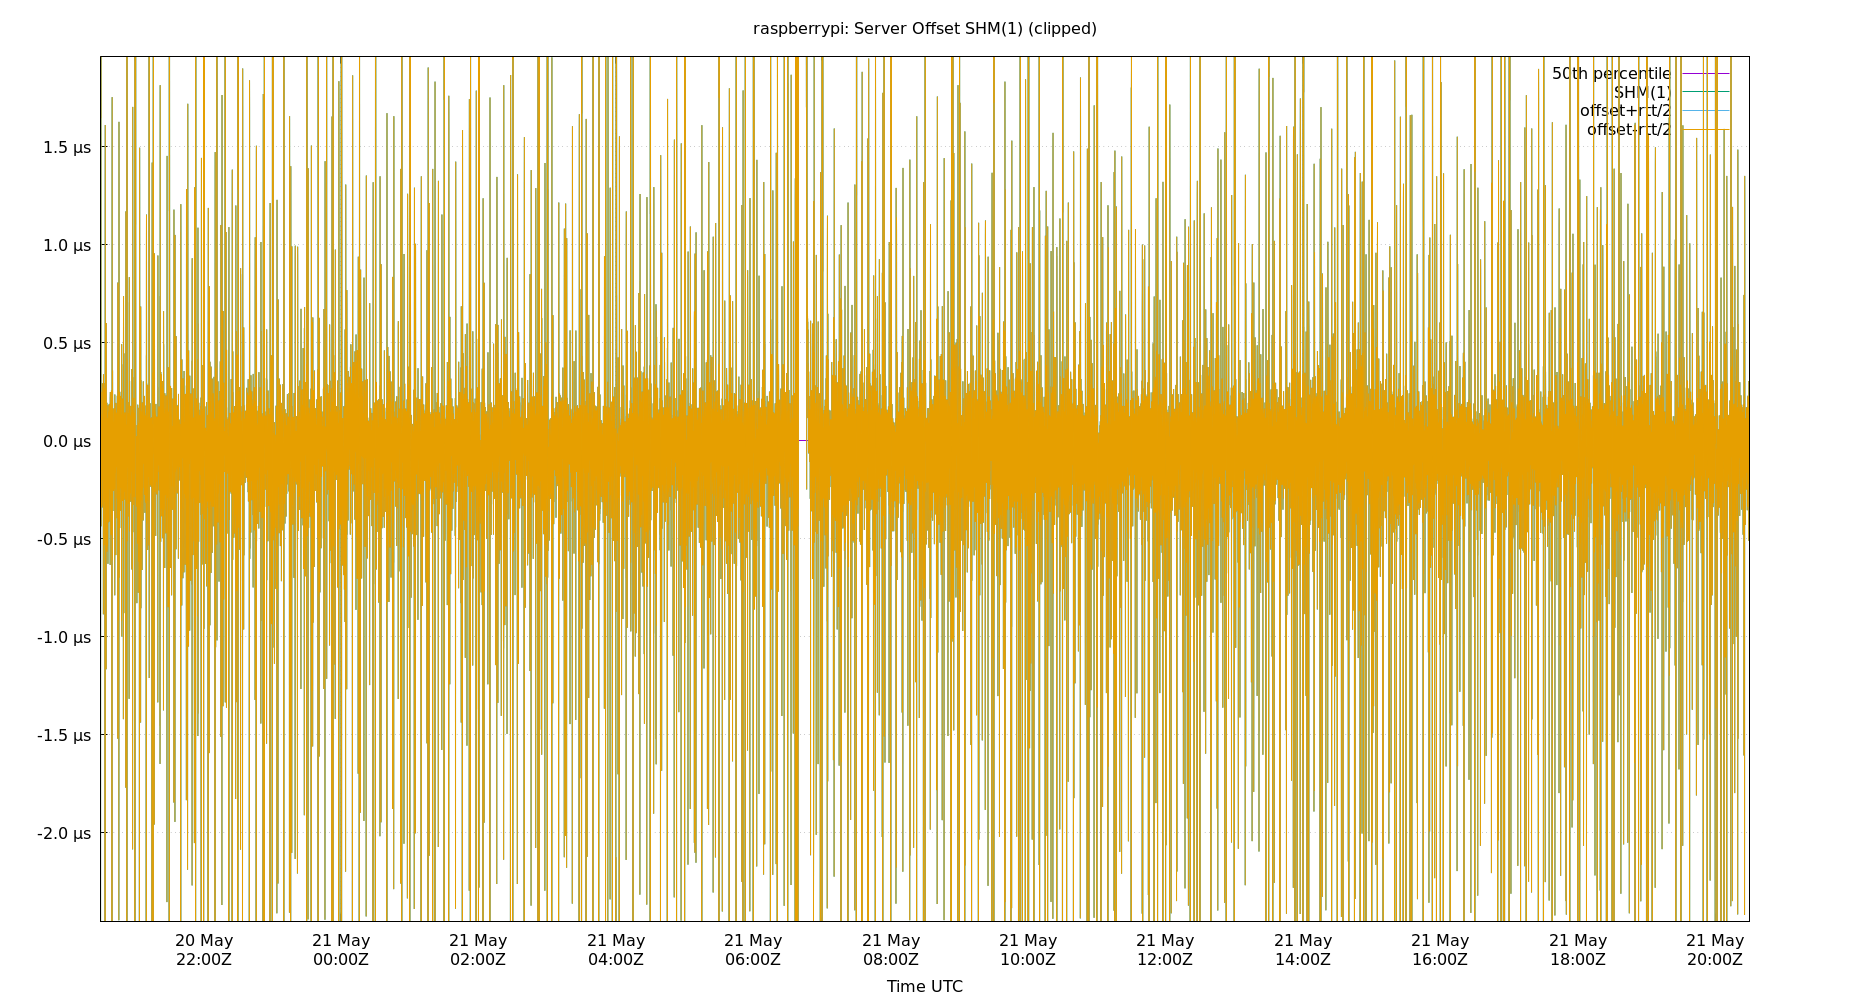 raspberrypi: Server Offset SHM(1) (clipped)
50th percentile
SHM(1)
offset+rtt/2
offset-rtt/2
1.5 µs
1.0 µs
0.5 µs
0.0 µs
-0.5 µs
-1.0 µs
-1.5 µs
-2.0 µs
20 May 21 May 21 May 21 May 21 May 21 May 21 May 21 May 21 May 21 May 21 May 21 May
22:00Z 00:00Z 02:00Z 04:00Z 06:00Z 08:00Z 10:00Z 12:00Z 14:00Z 16:00Z 18:00Z 20:00Z
Time UTC